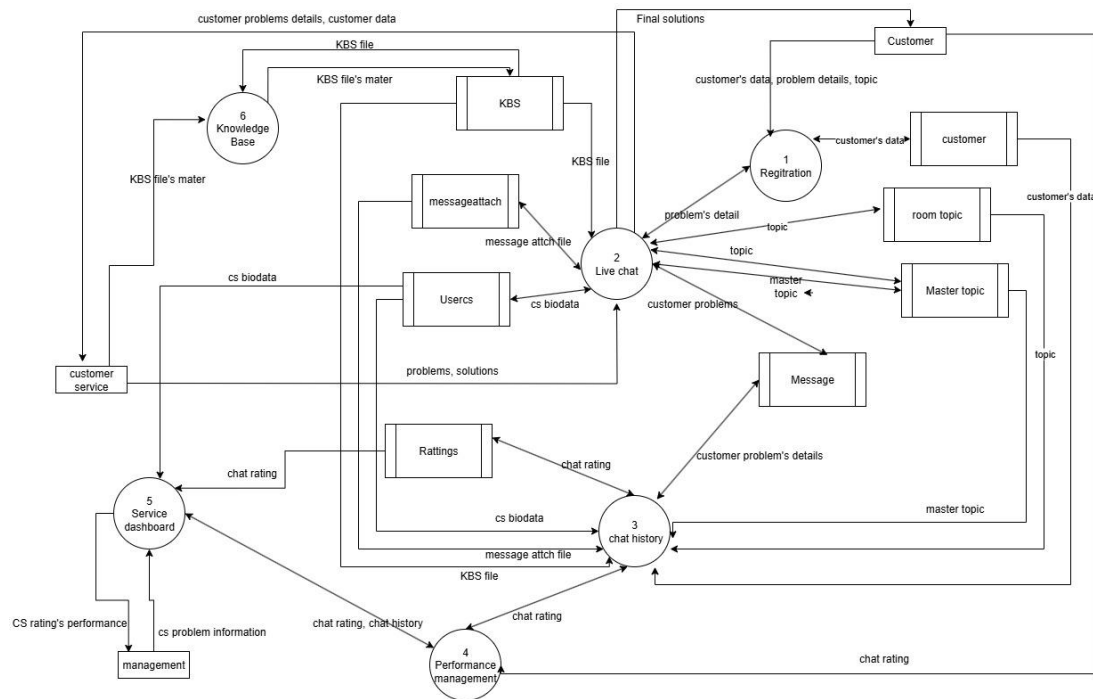 customer problems details, customer data
Final solutions
Customer
KBS file
KBS file's mater
customer's data, problem details, topic
KBS
6
Knowledge
Base
1
Regitration
customer's data
customer
KBS file
KBS file's mater
messageattach
customer's data
problem's detail
room topic
topic
message attch file
2
Live chat
topic
cs biodata
Usercs
cs biodata
master
topic
Master topic
customer problems
topic
customer
service
problems, solutions
Message
Rattings
chat rating
chat rating
customer problem's details
5
Service
dashboard
cs biodata
3
chat history
master topic
message attch file
KBS file
chat rating
chat rating, chat history
CS rating's performance
cs problem information
management
4
Performance
management
chat rating